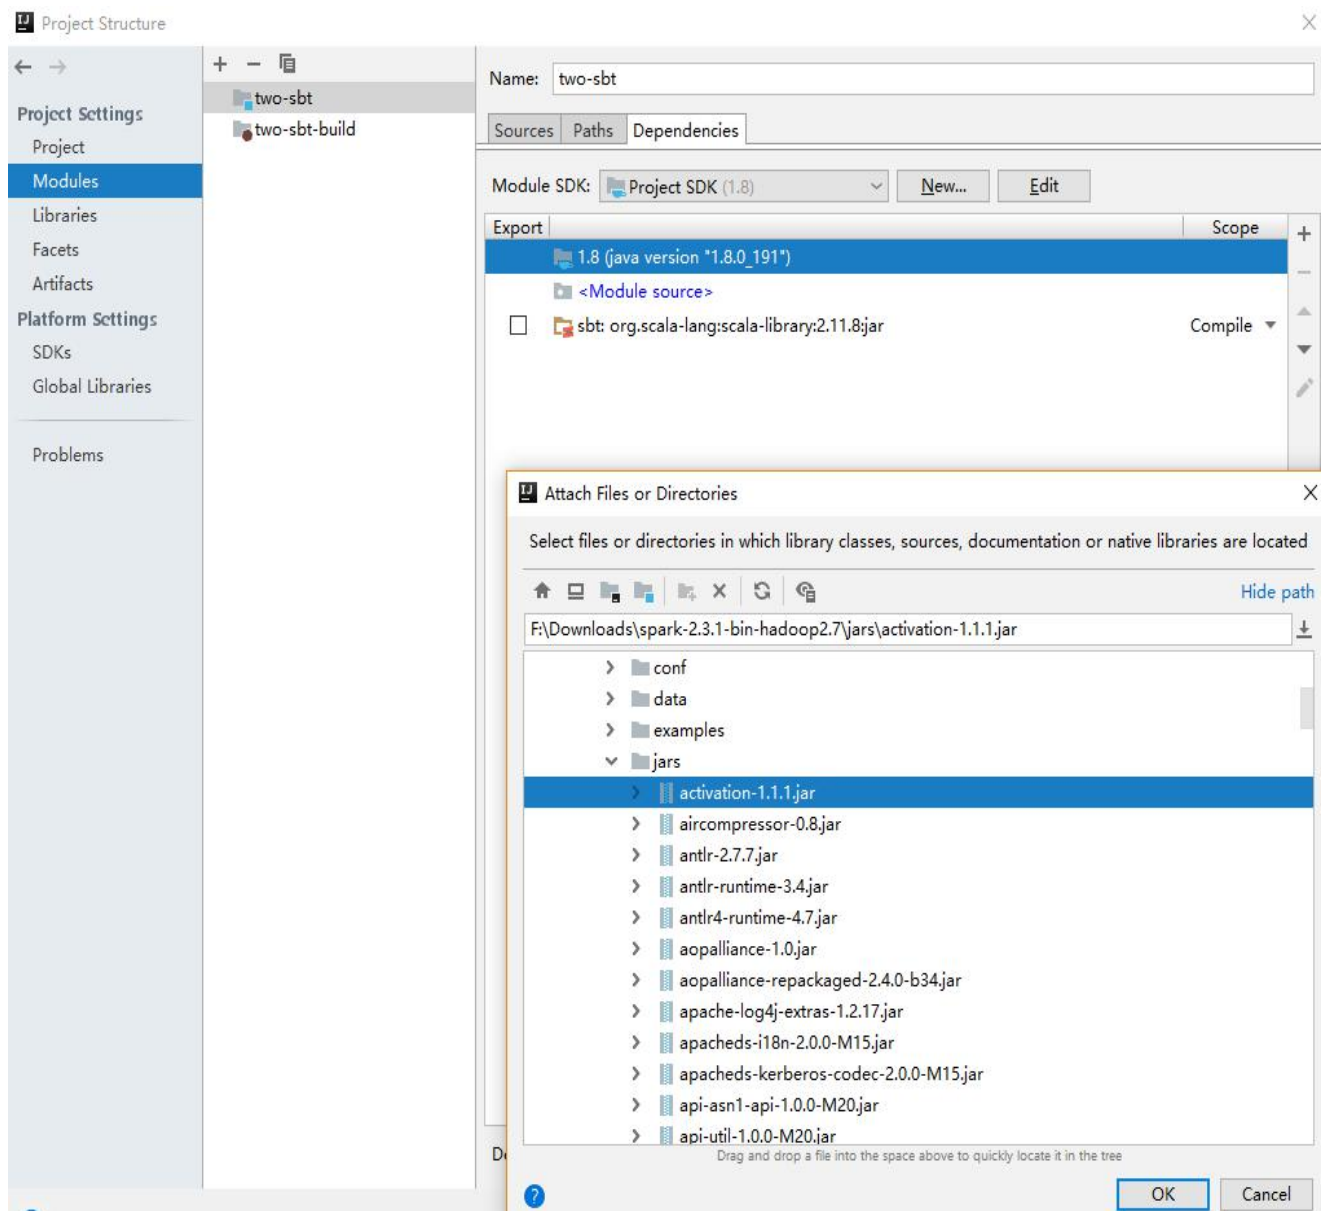 Project Structure
Project Settings
Project
Modules
Libraries
Facets
Artifacts
Platform Settings
SDKs
Global Libraries
Problems
two-sbt
two-sbt-build
Name: two-sbt
Sources Paths Dependencies
Module SDK: Project SDK (1.8) New... Edit
Export Scope
1.8 (java version "1.8.0_191")
<Module source>
sbt: org.scala-lang:scala-library:2.11.8:jar Compile
Attach Files or Directories
Select files or directories in which library classes, sources, documentation or native libraries are located
Hide path
F:\Downloads\spark-2.3.1-bin-hadoop2.7\jars\activation-1.1.1.jar
conf
data
examples
jars
activation-1.1.1.jar
aircompressor-0.8.jar
antlr-2.7.7.jar
antlr-runtime-3.4.jar
antlr4-runtime-4.7.jar
aopalliance-1.0.jar
aopalliance-repackaged-2.4.0-b34.jar
apache-log4j-extras-1.2.17.jar
apacheds-i18n-2.0.0-M15.jar
apacheds-kerberos-codec-2.0.0-M15.jar
api-asn1-api-1.0.0-M20.jar
api-util-1.0.0-M20.jar
Drag and drop a file into the space above to quickly locate it in the tree
OK Cancel